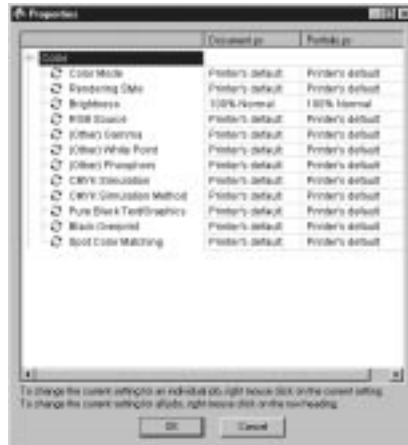 Properties
Document.pr Portfolio.pr
Color
Color Mode Printer's default Printer's default
Rendering Style Printer's default Printer's default
Brightness 100% Normal 100% Normal
RGB Source Printer's default Printer's default
(Other) Gamma Printer's default Printer's default
(Other) White Point Printer's default Printer's default
(Other) Phosphors Printer's default Printer's default
CMYK Simulation Printer's default Printer's default
CMYK Simulation Method Printer's default Printer's default
Pure Black Text/Graphics Printer's default Printer's default
Black Overprint Printer's default Printer's default
Spot Color Matching Printer's default Printer's default
To change the current setting for an individual job, right mouse click on the current setting.
To change the current setting for all jobs, right mouse click on the row heading.
OK Cancel